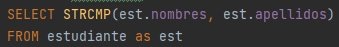 SELECT STRCMP(est.nombres, est.apellidos)
FROM estudiante as est